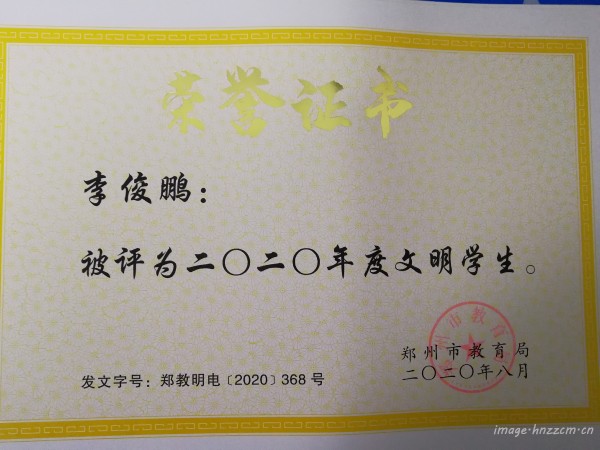 荣誉证书
李俊鹏：
被评为二〇二〇年度文明学生。
郑州市教育局
发文字号：郑教明电〔2020〕368号
二〇二〇年八月
image·hnzzcm·cn